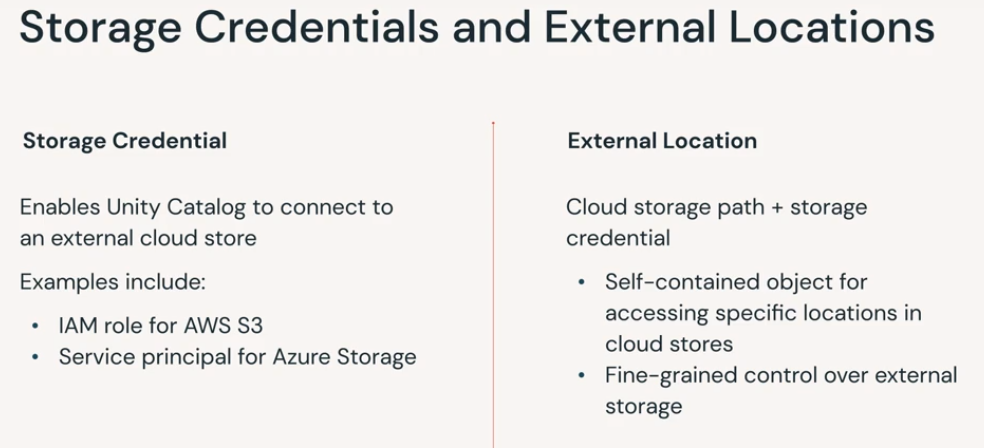 Storage Credentials and External Locations
Storage Credential
Enables Unity Catalog to connect to
an external cloud store
Examples include:
• IAM role for AWS S3
• Service principal for Azure Storage
External Location
Cloud storage path + storage
credential
• Self-contained object for
accessing specific locations in
cloud stores
• Fine-grained control over external
storage